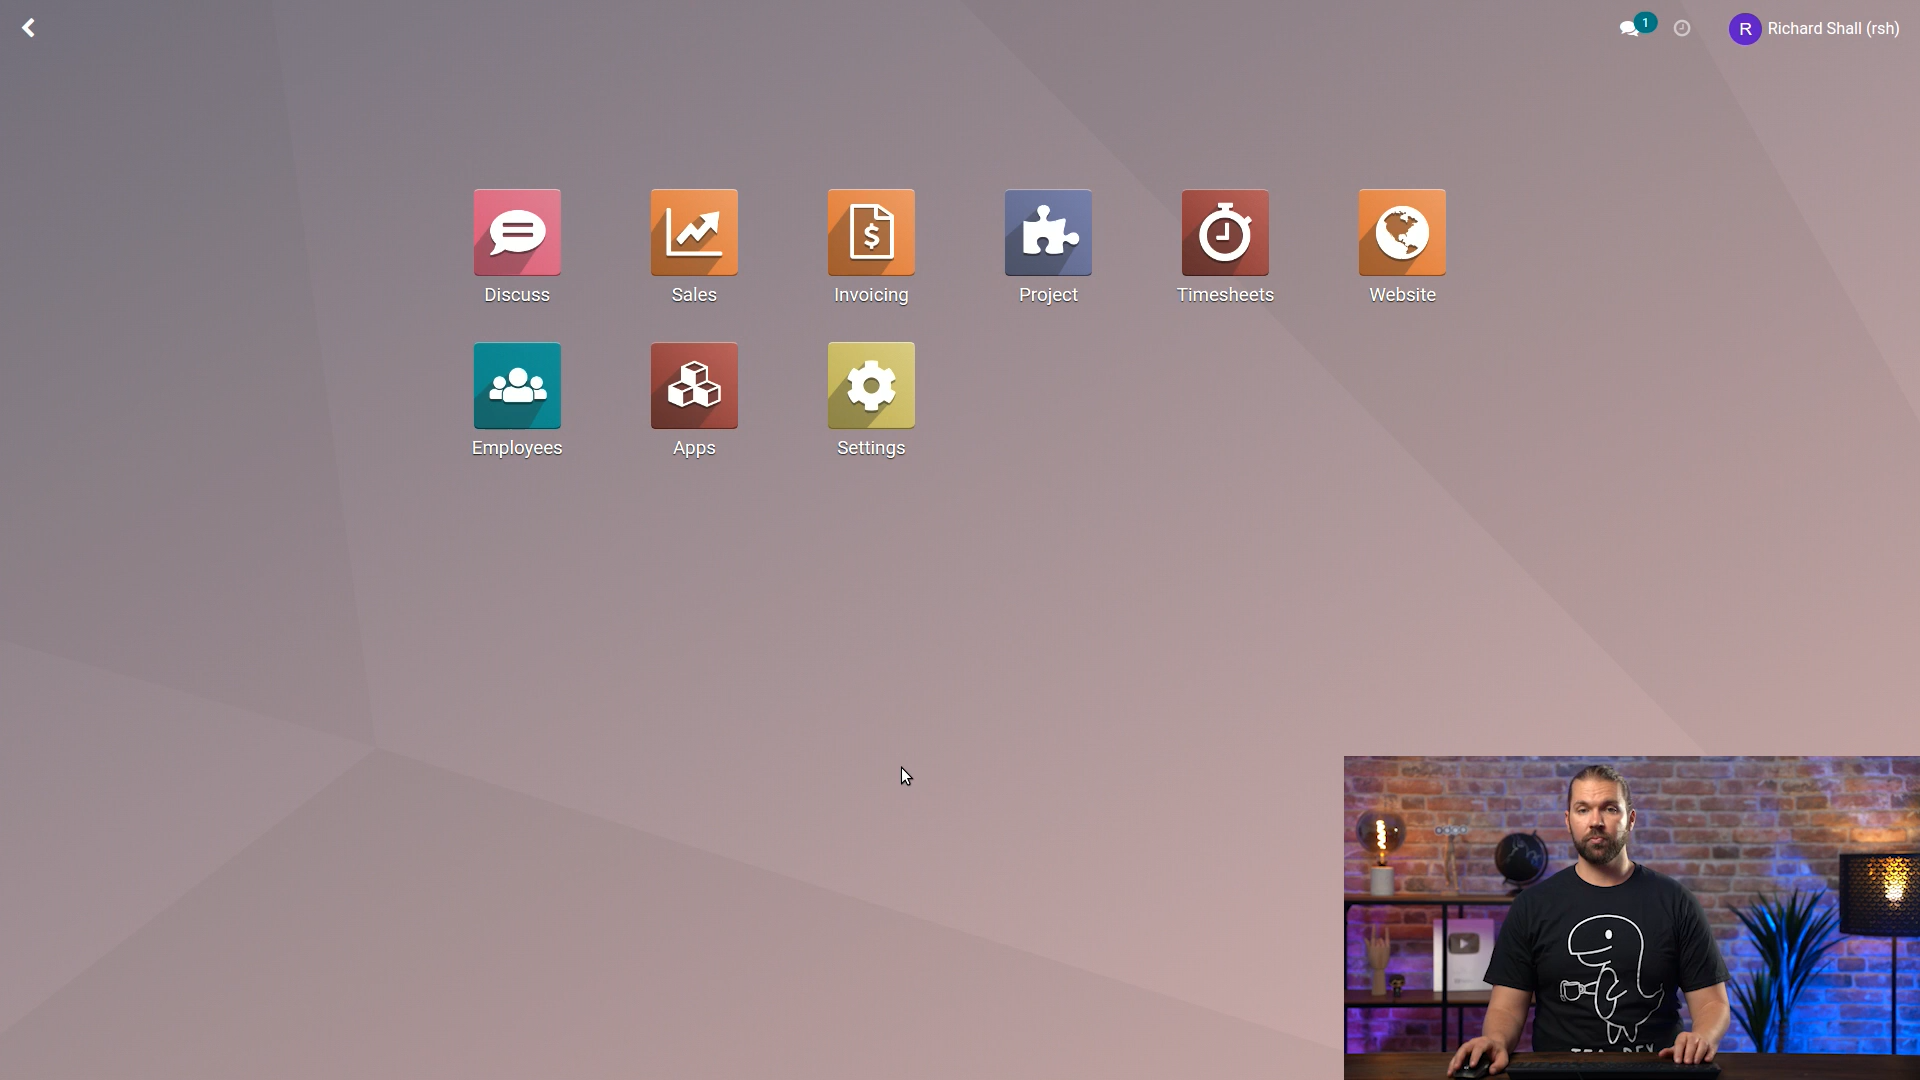 1
R Richard Shall (rsh)
Discuss
Sales
Invoicing
Project
Timesheets
Website
Employees
Apps
Settings